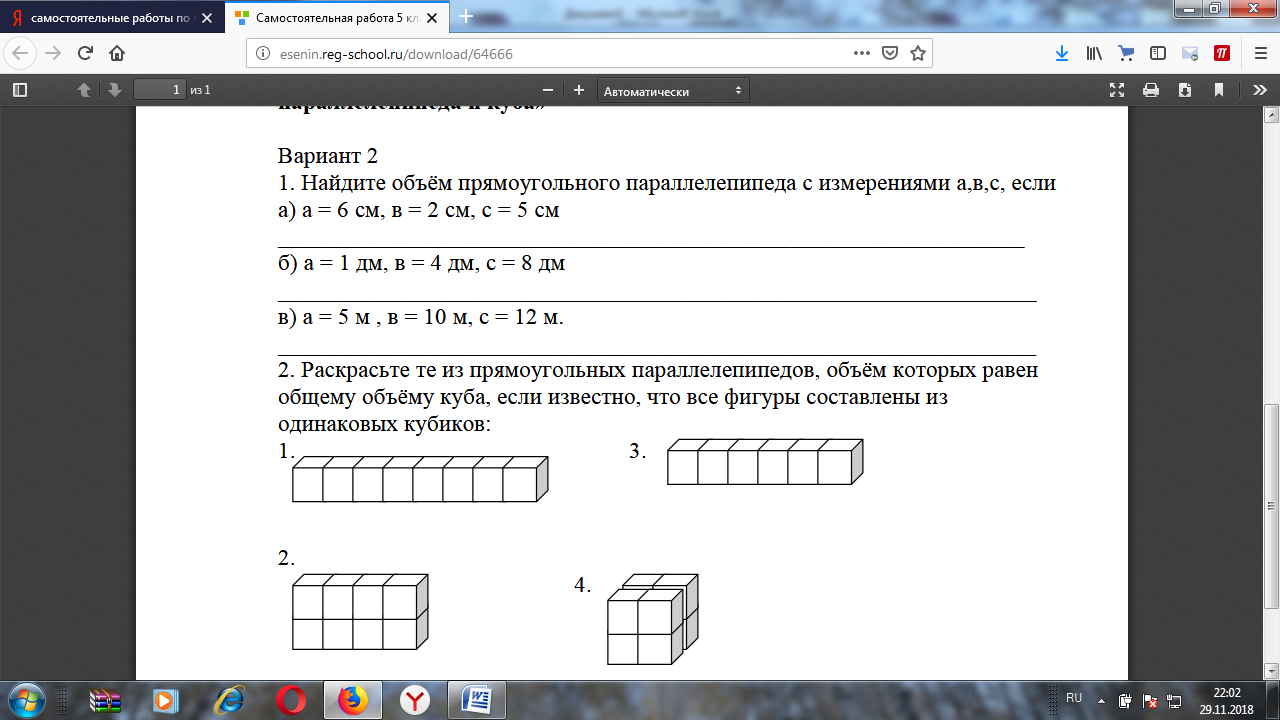 самостоятельные работы по
Самостоятельная работа 5 кл
esenin.reg-school.ru/download/64666
1 из 1
Автоматически
параллелепипеда и куба»
Вариант 2
1. Найдите объём прямоугольного параллелепипеда с измерениями а,в,с, если
а) а = 6 см, в = 2 см, с = 5 см
б) а = 1 дм, в = 4 дм, с = 8 дм
в) а = 5 м , в = 10 м, с = 12 м.
2. Раскрасьте те из прямоугольных параллелепипедов, объём которых равен
общему объёму куба, если известно, что все фигуры составлены из
одинаковых кубиков:
1.
3.
2.
4.
RU
22:02
29.11.2018